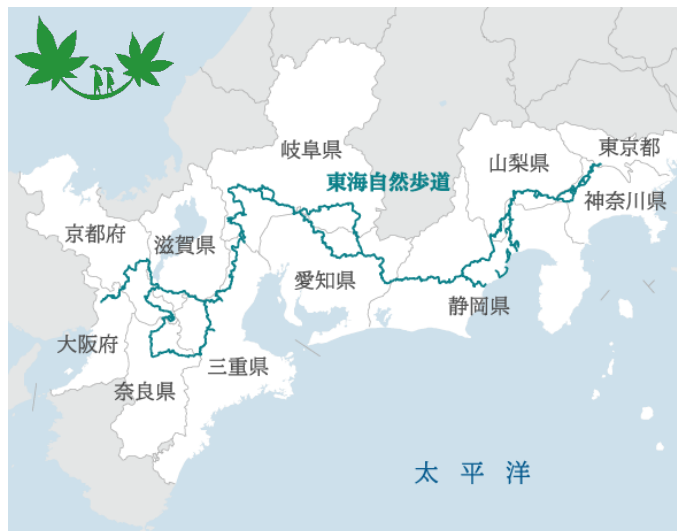 岐阜県
東海自然歩道
山梨県
東京都
神奈川県
京都府
滋賀県
愛知県
静岡県
大阪府
奈良県
三重県
太平洋